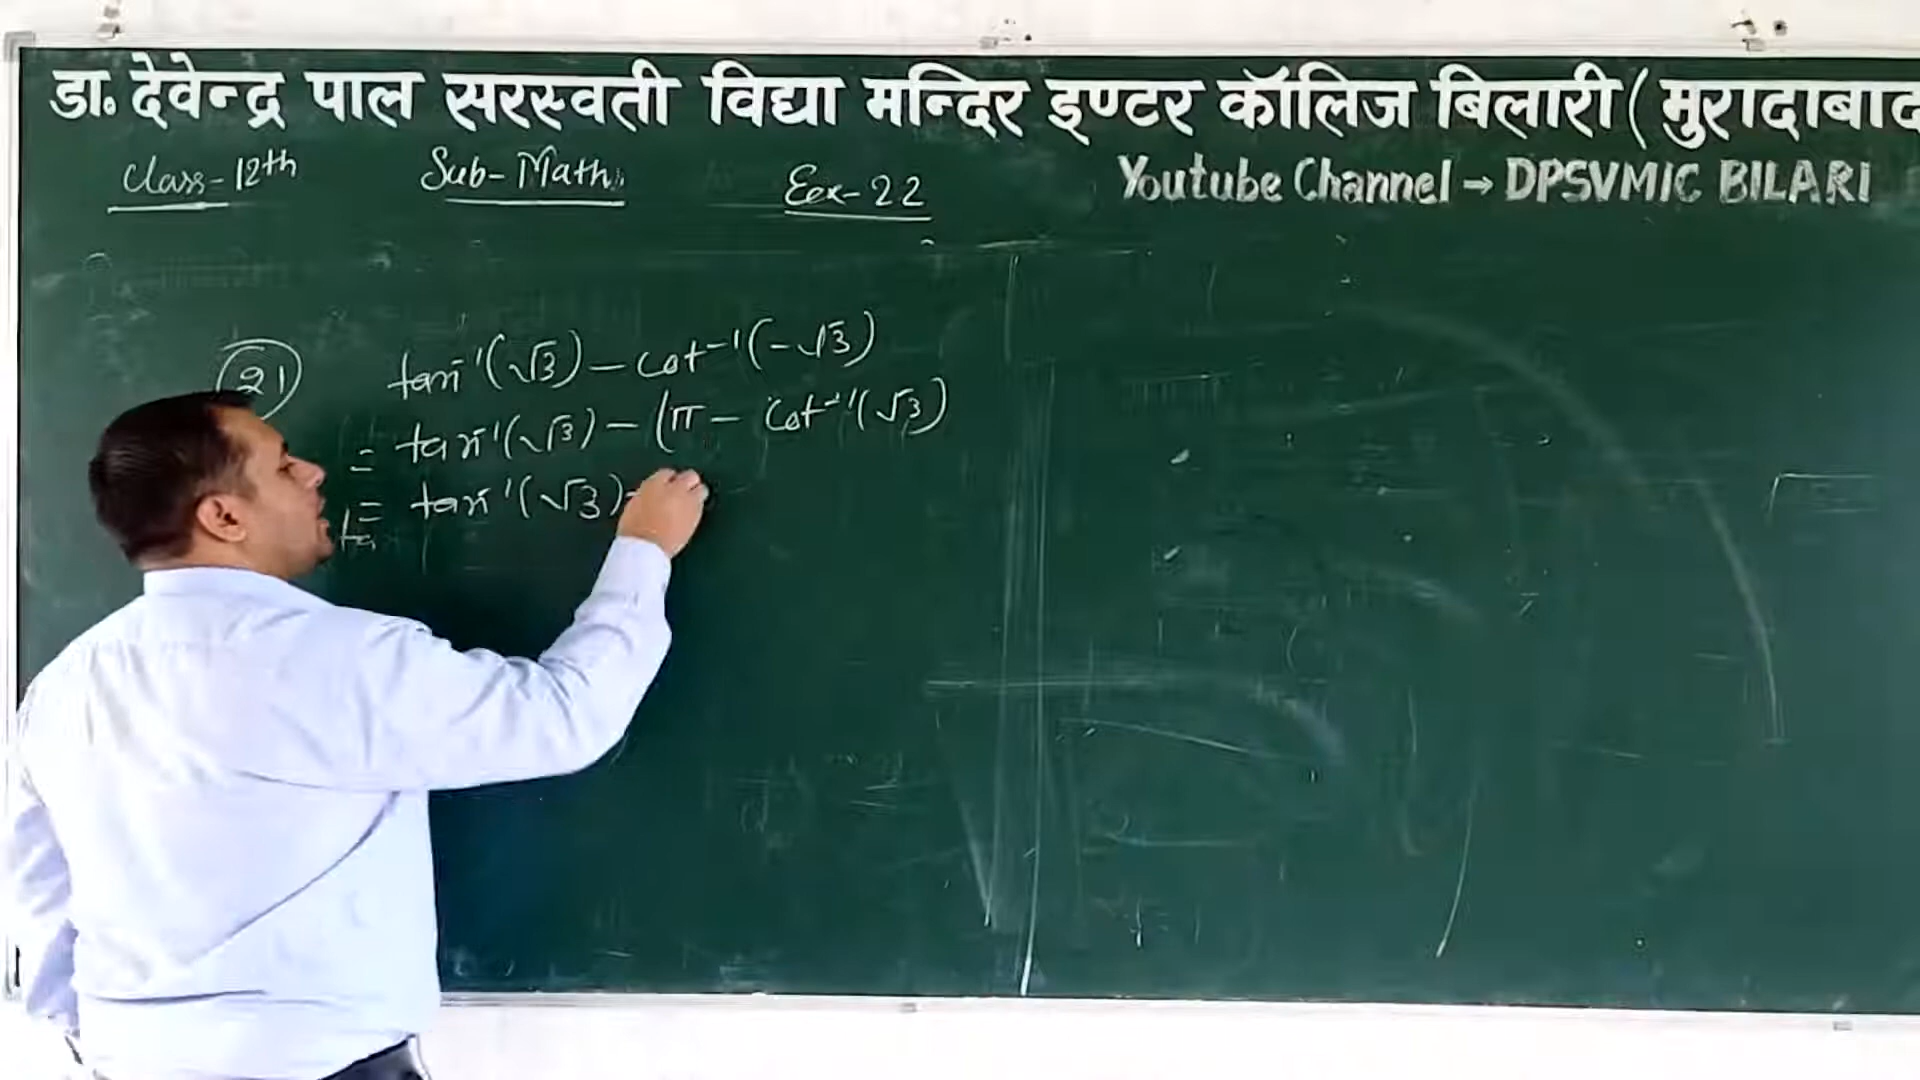 डा. देवेन्द्र पाल सरस्वती विद्या मन्दिर इण्टर कॉलिज बिलारी ( मुरादाबाद
Class-12th Sub-Math Eex-22 Youtube Channel → DPSVMIC BILARI
21 tan⁻¹(√3) - cot⁻¹(-√3)
= tan⁻¹(√3) - (π - cot⁻¹(√3)
= tan⁻¹(√3) -
ta